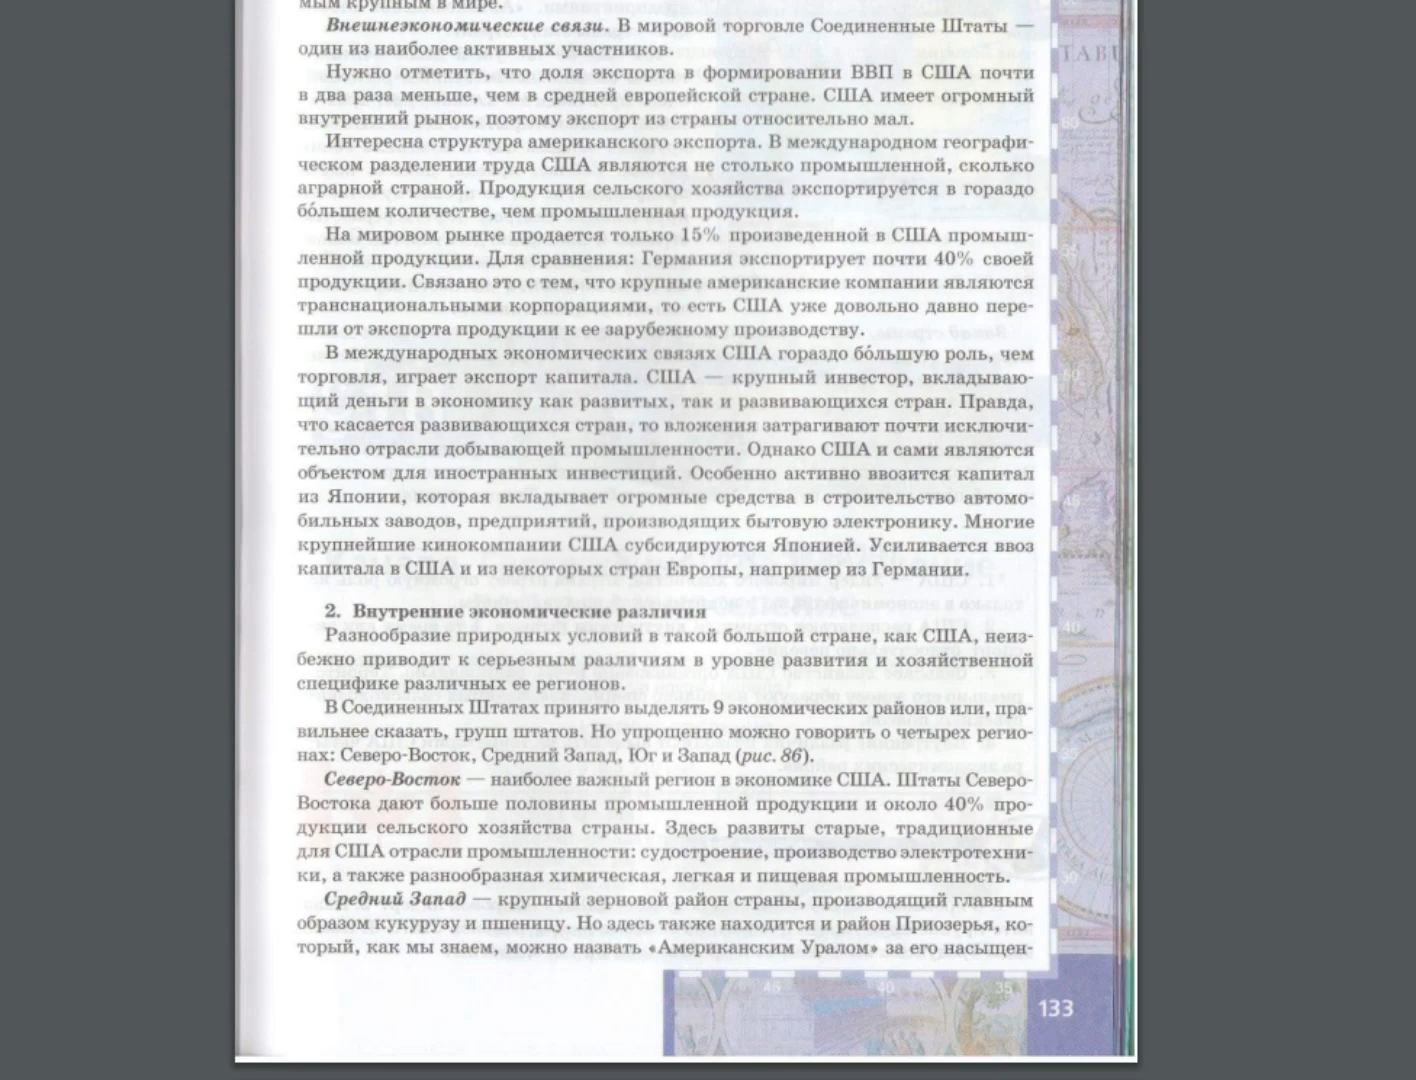 мым крупным в мире.
Внешнеэкономические связи. В мировой торговле Соединенные Штаты —
один из наиболее активных участников.
Нужно отметить, что доля экспорта в формировании ВВП в США почти
в два раза меньше, чем в средней европейской стране. США имеет огромный
внутренний рынок, поэтому экспорт из страны относительно мал.
Интересна структура американского экспорта. В международном географи-
ческом разделении труда США являются не столько промышленной, сколько
аграрной страной. Продукция сельского хозяйства экспортируется в гораздо
бо́льшем количестве, чем промышленная продукция.
На мировом рынке продается только 15% произведенной в США промыш-
ленной продукции. Для сравнения: Германия экспортирует почти 40% своей
продукции. Связано это с тем, что крупные американские компании являются
транснациональными корпорациями, то есть США уже довольно давно пере-
шли от экспорта продукции к ее зарубежному производству.
В международных экономических связях США гораздо бо́льшую роль, чем
торговля, играет экспорт капитала. США — крупный инвестор, вкладываю-
щий деньги в экономику как развитых, так и развивающихся стран. Правда,
что касается развивающихся стран, то вложения затрагивают почти исключи-
тельно отрасли добывающей промышленности. Однако США и сами являются
объектом для иностранных инвестиций. Особенно активно ввозится капитал
из Японии, которая вкладывает огромные средства в строительство автомо-
бильных заводов, предприятий, производящих бытовую электронику. Многие
крупнейшие кинокомпании США субсидируются Японией. Усиливается ввоз
капитала в США и из некоторых стран Европы, например из Германии.
2. Внутренние экономические различия
Разнообразие природных условий в такой большой стране, как США, неиз-
бежно приводит к серьезным различиям в уровне развития и хозяйственной
специфике различных ее регионов.
В Соединенных Штатах принято выделять 9 экономических районов или, пра-
вильнее сказать, групп штатов. Но упрощенно можно говорить о четырех регио-
нах: Северо-Восток, Средний Запад, Юг и Запад (рис. 86).
Северо-Восток — наиболее важный регион в экономике США. Штаты Северо-
Востока дают больше половины промышленной продукции и около 40% про-
дукции сельского хозяйства страны. Здесь развиты старые, традиционные
для США отрасли промышленности: судостроение, производство электротехни-
ки, а также разнообразная химическая, легкая и пищевая промышленность.
Средний Запад — крупный зерновой район страны, производящий главным
образом кукурузу и пшеницу. Но здесь также находится и район Приозерья, ко-
торый, как мы знаем, можно назвать «Американским Уралом» за его насыщен-
TABU
60
40
45
40
35
133